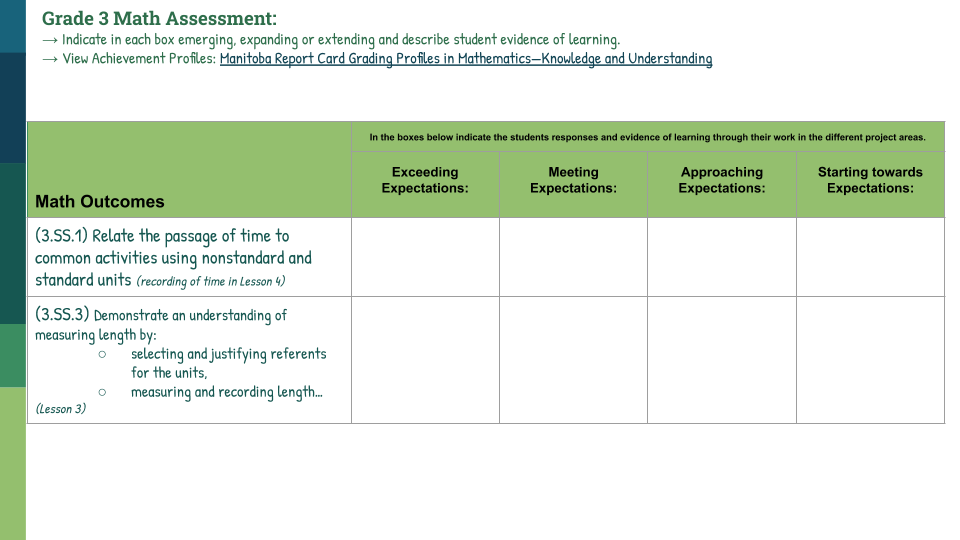 Grade 3 Math Assessment:
→ Indicate in each box emerging, expanding or extending and describe student evidence of learning.
→ View Achievement Profiles: Manitoba Report Card Grading Profiles in Mathematics—Knowledge and Understanding
In the boxes below indicate the students responses and evidence of learning through their work in the different project areas.
Math Outcomes
Exceeding
Expectations:
Meeting
Expectations:
Approaching
Expectations:
Starting towards
Expectations:
(3.SS.1) Relate the passage of time to
common activities using nonstandard and
standard units (recording of time in Lesson 4)
(3.SS.3) Demonstrate an understanding of
measuring length by:
○ selecting and justifying referents
for the units,
○ measuring and recording length…
(Lesson 3)